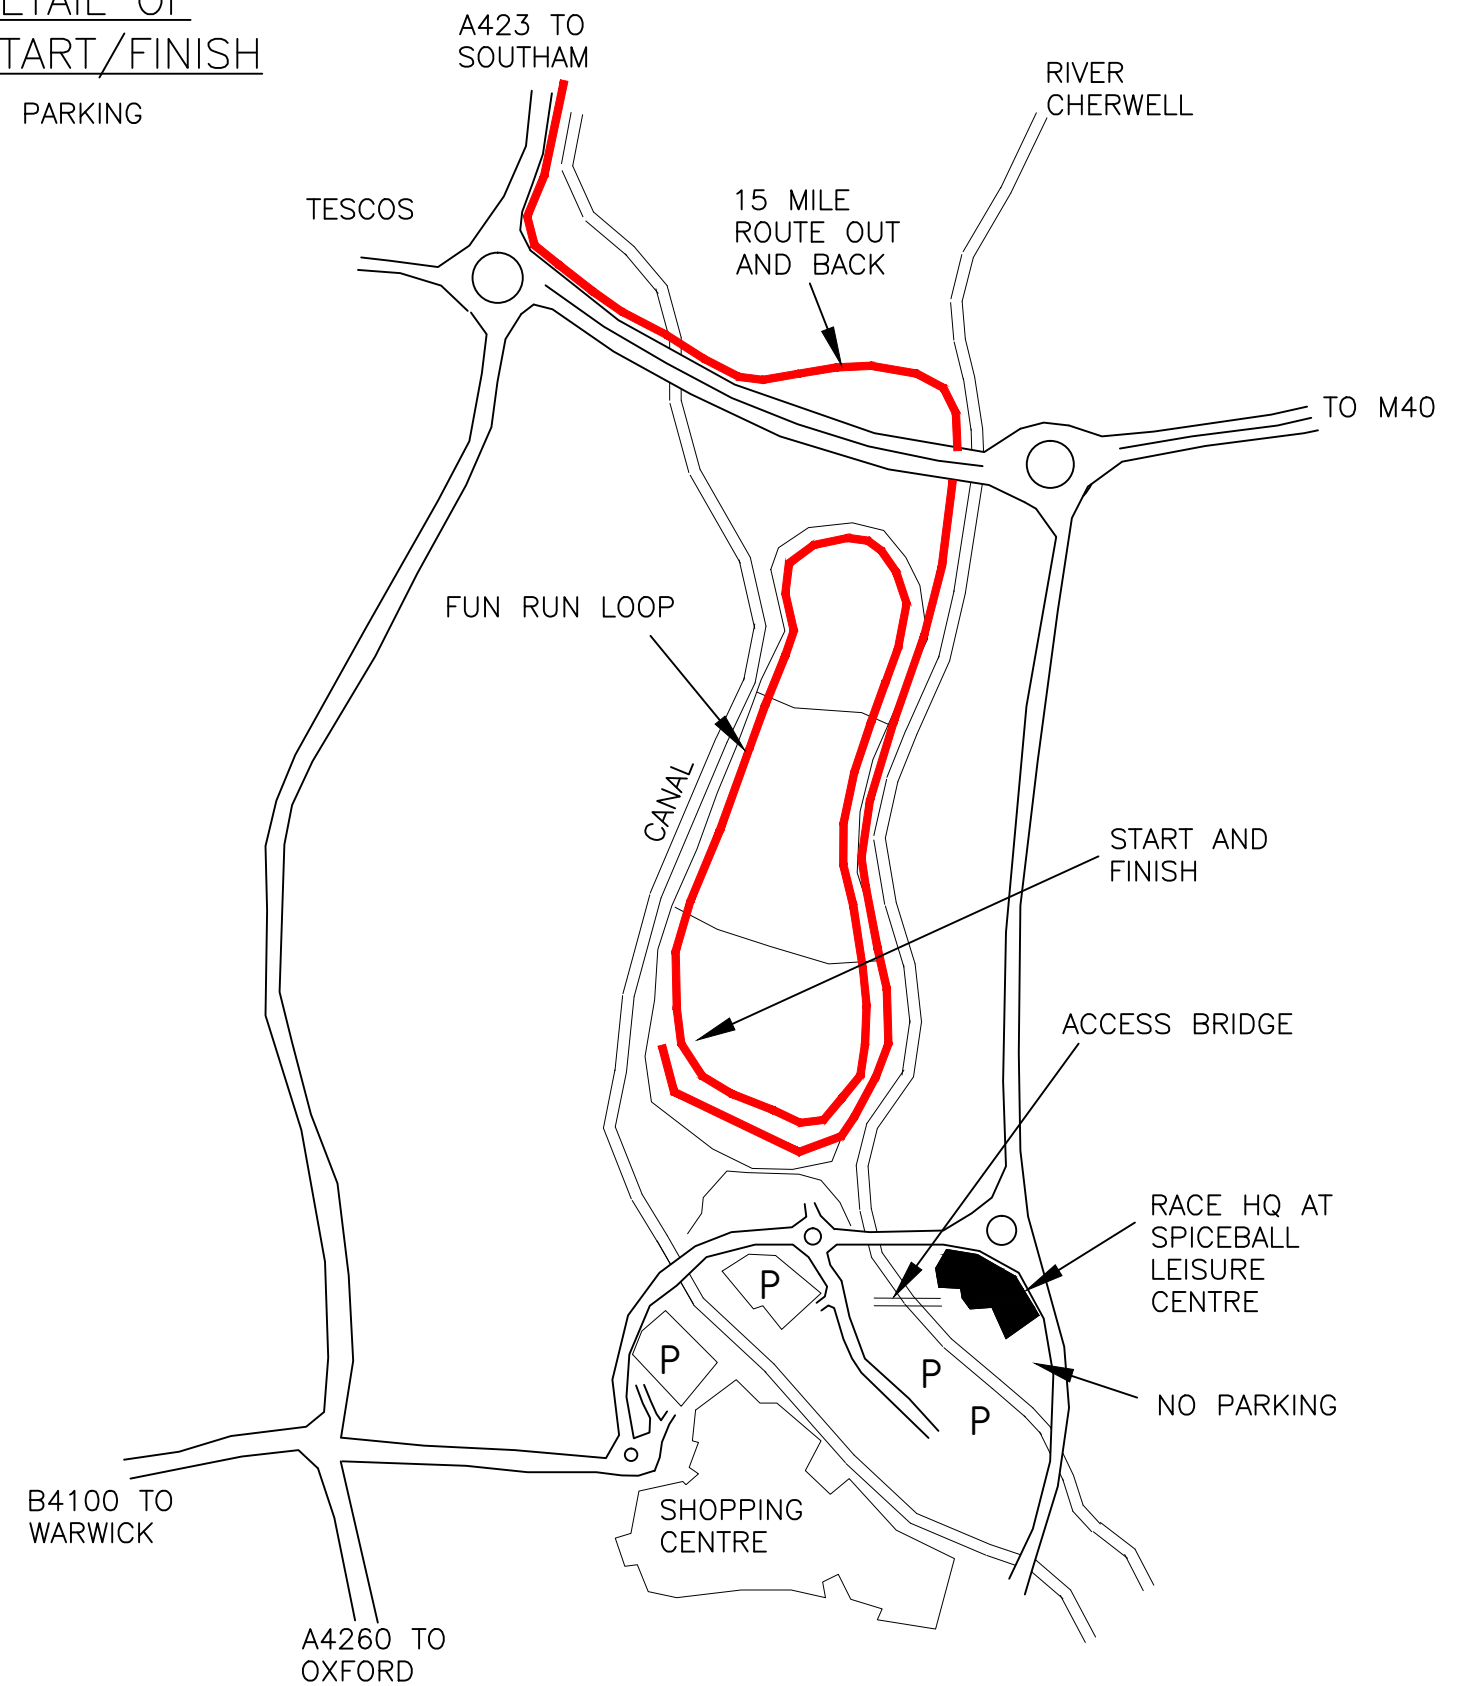 ETAIL OF
TART/FINISH
PARKING
A423 TO
SOUTHAM
RIVER
CHERWELL
TESCOS
15 MILE
ROUTE OUT
AND BACK
TO M40
FUN RUN LOOP
CANAL
START AND
FINISH
ACCESS BRIDGE
RACE HQ AT
SPICEBALL
LEISURE
CENTRE
P
P
P
P
NO PARKING
B4100 TO
WARWICK
SHOPPING
CENTRE
A4260 TO
OXFORD